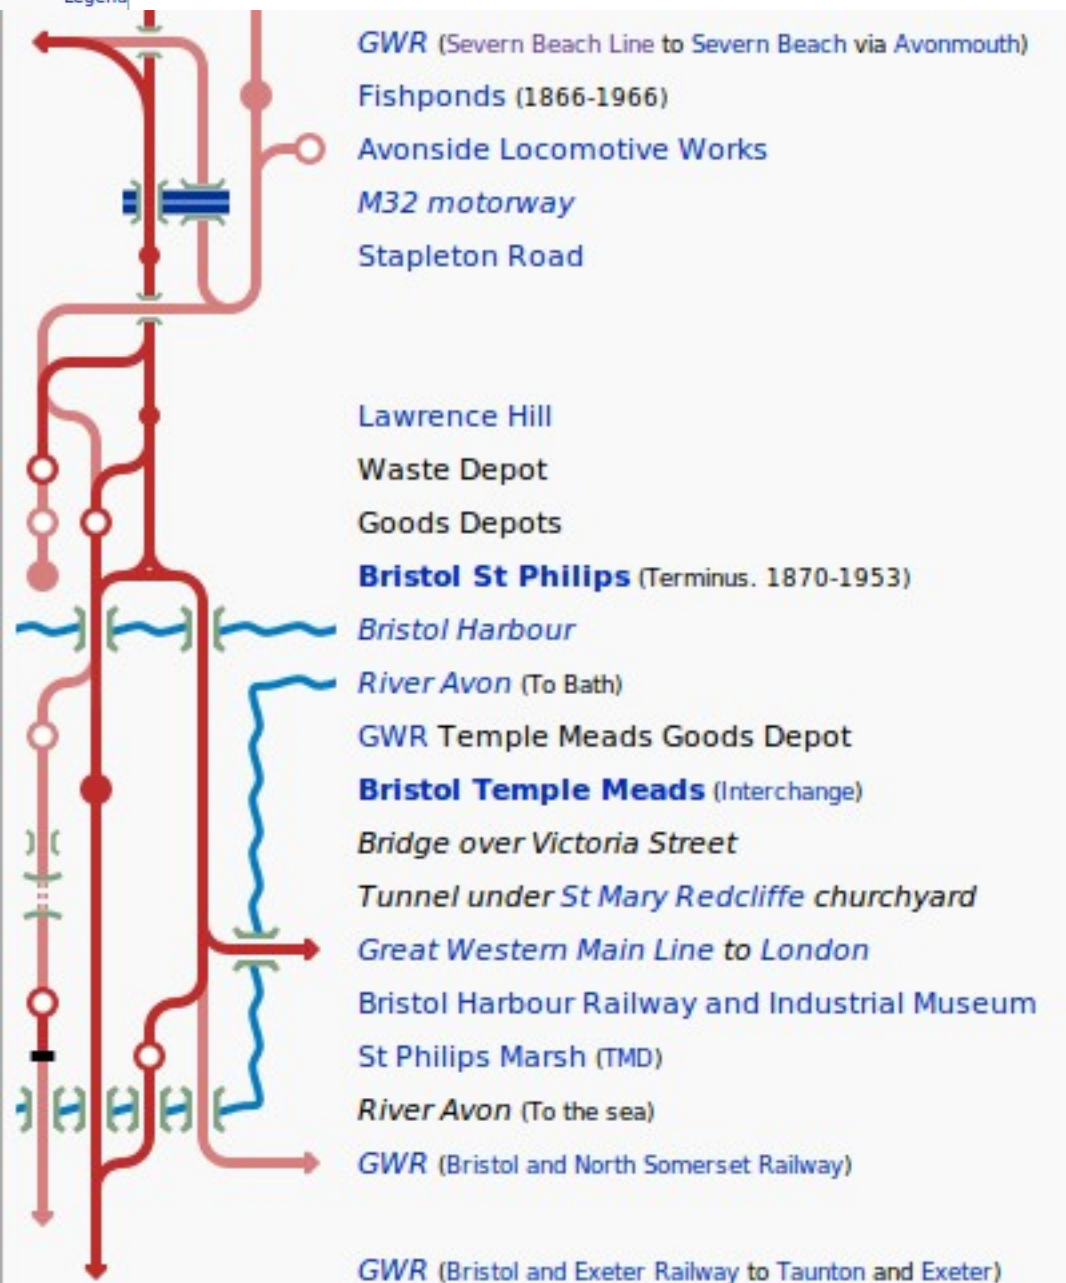 Legend
GWR (Severn Beach Line to Severn Beach via Avonmouth)
Fishponds (1866-1966)
Avonside Locomotive Works
M32 motorway
Stapleton Road
Lawrence Hill
Waste Depot
Goods Depots
Bristol St Philips (Terminus. 1870-1953)
Bristol Harbour
River Avon (To Bath)
GWR Temple Meads Goods Depot
Bristol Temple Meads (Interchange)
Bridge over Victoria Street
Tunnel under St Mary Redcliffe churchyard
Great Western Main Line to London
Bristol Harbour Railway and Industrial Museum
St Philips Marsh (TMD)
River Avon (To the sea)
GWR (Bristol and North Somerset Railway)
GWR (Bristol and Exeter Railway to Taunton and Exeter)